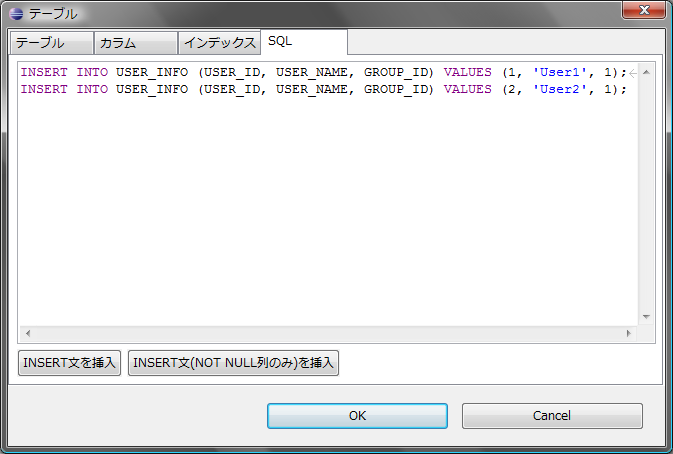 テーブル
テーブル カラム インデックス SQL
INSERT INTO USER_INFO (USER_ID, USER_NAME, GROUP_ID) VALUES (1, 'User1', 1);←
INSERT INTO USER_INFO (USER_ID, USER_NAME, GROUP_ID) VALUES (2, 'User2', 1);
INSERT文を挿入 INSERT文(NOT NULL列のみ)を挿入
OK Cancel